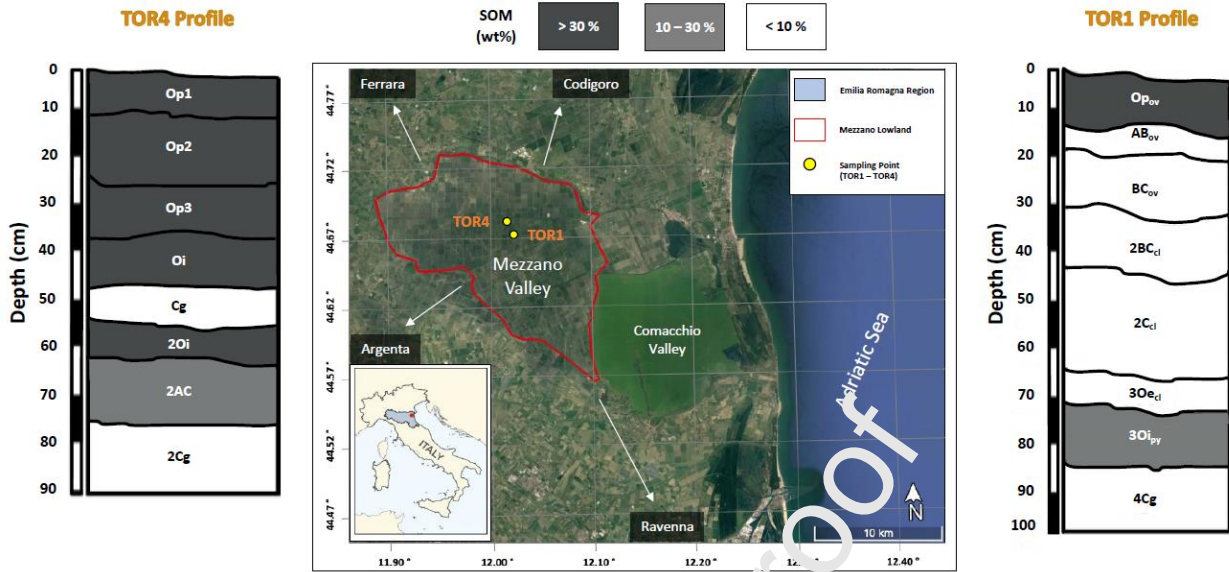 TOR4 Profile
SOM
(wt%)
> 30 %
10 – 30 %
< 10 %
TOR1 Profile
Depth (cm)
0
10
20
30
40
50
60
70
80
90
Op1
Op2
Op3
Oi
Cg
2Oi
2AC
2Cg
Ferrara
Codigoro
Emilia Romagna Region
Mezzano Lowland
Sampling Point
(TOR1 – TOR4)
44.77 °
44.72 °
44.67 °
44.62 °
44.57 °
44.52 °
44.47 °
TOR4
TOR1
Mezzano
Valley
Comacchio
Valley
Argenta
Adriatic Sea
ITALY
Ravenna
N
10 km
roof
11.90 °
12.00 °
12.10 °
12.20 °
12.30 °
12.40 °
Depth (cm)
0
10
20
30
40
50
60
70
80
90
100
Opov
ABov
BCov
2BCcl
2Ccl
3Oecl
3Oipy
4Cg